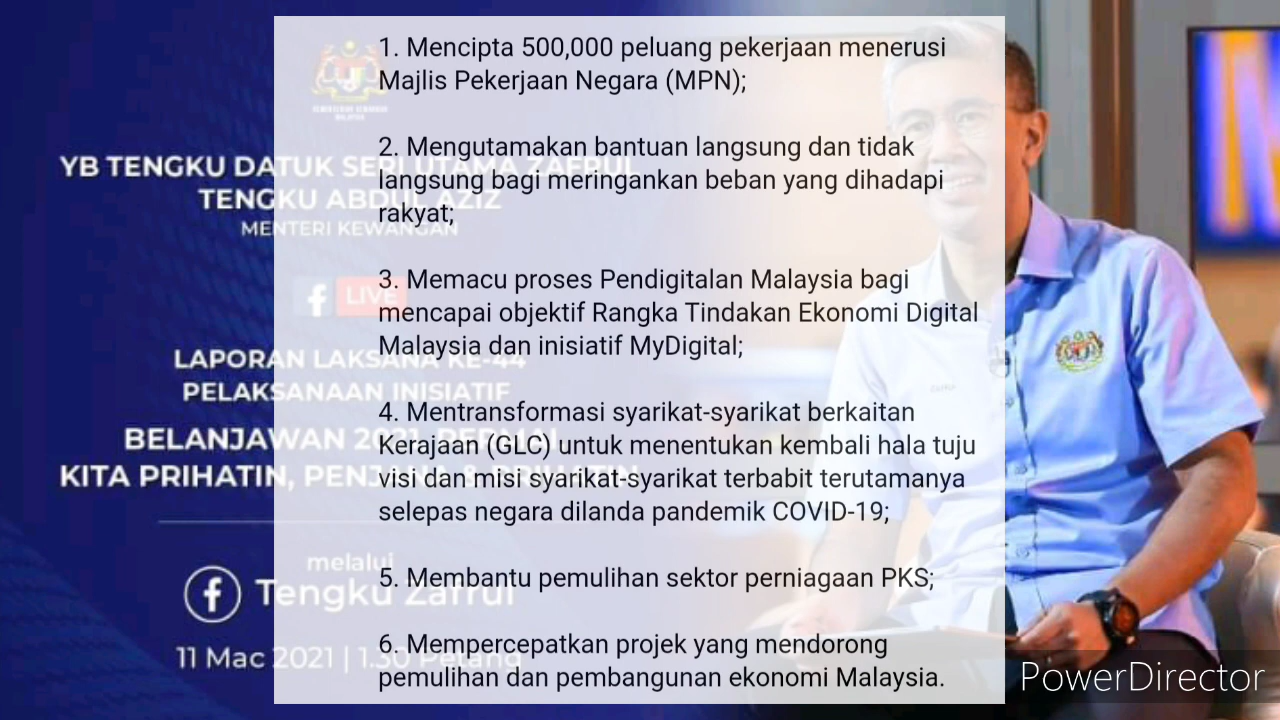 1. Mencipta 500,000 peluang pekerjaan menerusi
Majlis Pekerjaan Negara (MPN);
2. Mengutamakan bantuan langsung dan tidak
langsung bagi meringankan beban yang dihadapi
rakyat;
3. Memacu proses Pendigitalan Malaysia bagi
mencapai objektif Rangka Tindakan Ekonomi Digital
Malaysia dan inisiatif MyDigital;
4. Mentransformasi syarikat-syarikat berkaitan
Kerajaan (GLC) untuk menentukan kembali hala tuju
visi dan misi syarikat-syarikat terbabit terutamanya
selepas negara dilanda pandemik COVID-19;
5. Membantu pemulihan sektor perniagaan PKS;
6. Mempercepatkan projek yang mendorong
pemulihan dan pembangunan ekonomi Malaysia.
YB TENGKU DATUK SERI UTAMA ZAFRUL
TENGKU ABDUL AZIZ
MENTERI KEWANGAN
LIVE
LAPORAN LAKSANA KE-44
PELAKSANAAN INISIATIF
BELANJAWAN 2021, PERMAI,
KITA PRIHATIN, PENJANA & PRIHATIN
melalui
Tengku Zafrul
11 Mac 2021 | 1.30 Petang
PowerDirector